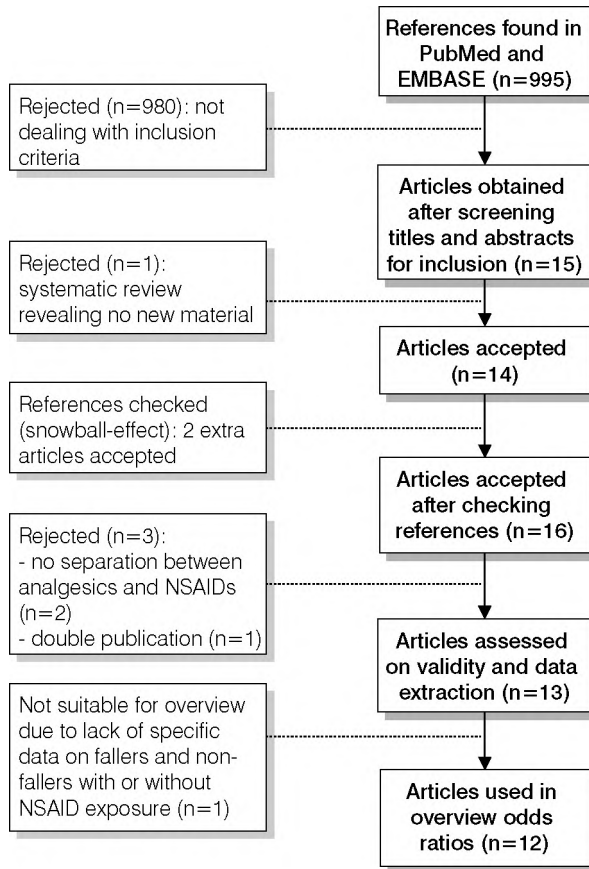 References found in
PubMed and
EMBASE (n=995)
Rejected (n=980): not
dealing with inclusion
criteria
Articles obtained
after screening
titles and abstracts
for inclusion (n=15)
Rejected (n=1):
systematic review
revealing no new material
Articles accepted
(n=14)
References checked
(snowball-effect): 2 extra
articles accepted
Articles accepted
after checking
references (n=16)
Rejected (n=3):
- no separation between
analgesics and NSAIDs
(n=2)
- double publication (n=1)
Articles assessed
on validity and data
extraction (n=13)
Not suitable for overview
due to lack of specific
data on fallers and non-
fallers with or without
NSAID exposure (n=1)
Articles used in
overview odds
ratios (n=12)